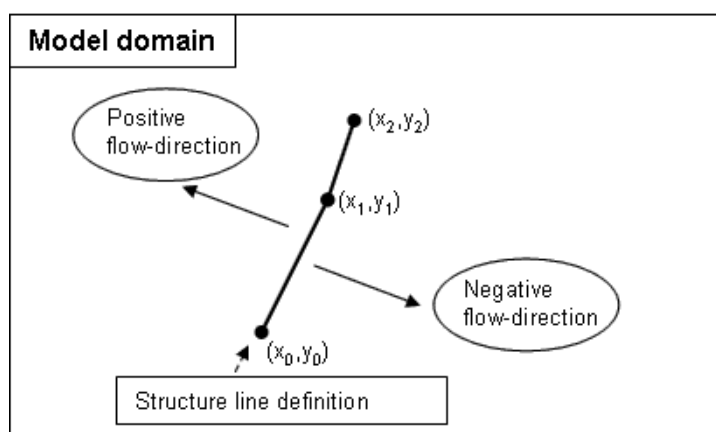 Model domain
Positive
flow-direction
(x₂,y₂)
(x₁,y₁)
Negative
flow-direction
(x₀,y₀)
Structure line definition